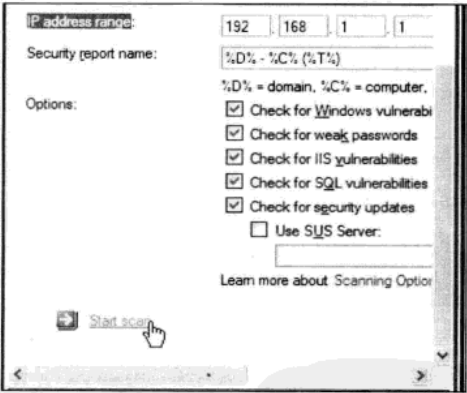 IP address range: 192 . 168 . 1 . 1
Security report name: %D% - %C% (%T%)
%D% = domain, %C% = computer,
Options:
Check for Windows vulnerabi
Check for weak passwords
Check for IIS vulnerabilities
Check for SQL vulnerabilities
Check for security updates
Use SUS Server:
Learn more about Scanning Option
Start scan